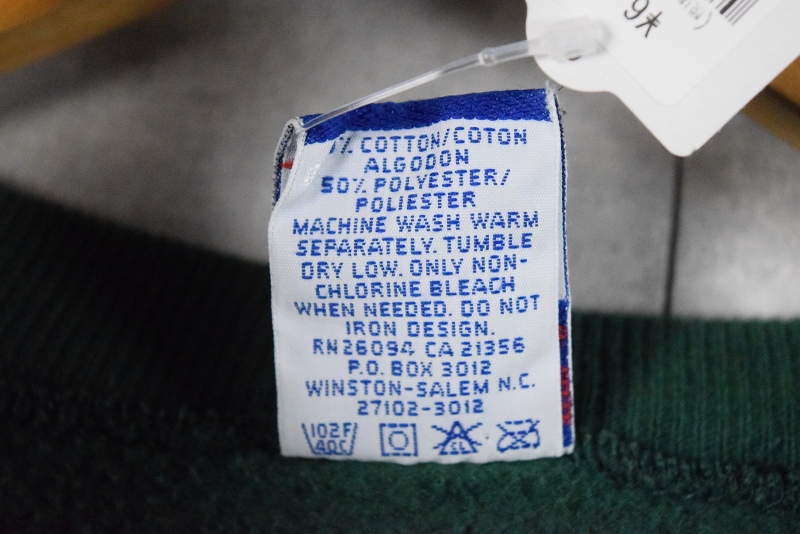 COTTON/COTON
ALGODON
50% POLYESTER/
POLIESTER
MACHINE WASH WARM
SEPARATELY. TUMBLE
DRY LOW. ONLY NON-
CHLORINE BLEACH
WHEN NEEDED. DO NOT
IRON DESIGN.
RN26094 CA 21356
P.O. BOX 3012
WINSTON-SALEM N.C.
27102-3012
102F
40C